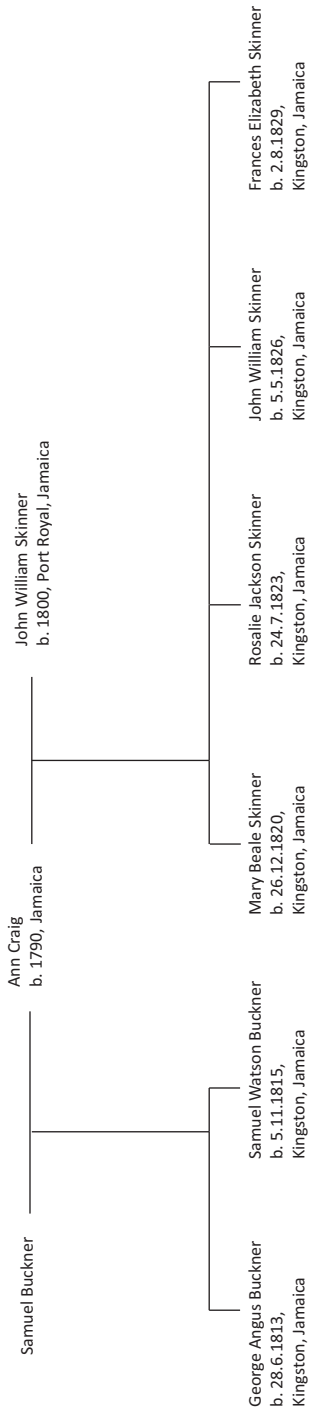 Samuel Buckner
Ann Craig
b. 1790, Jamaica
John William Skinner
b. 1800, Port Royal, Jamaica
George Angus Buckner
b. 28.6.1813,
Kingston, Jamaica
Samuel Watson Buckner
b. 5.11.1815,
Kingston, Jamaica
Mary Beale Skinner
b. 26.12.1820,
Kingston, Jamaica
Rosalie Jackson Skinner
b. 24.7.1823,
Kingston, Jamaica
John William Skinner
b. 5.5.1826,
Kingston, Jamaica
Frances Elizabeth Skinner
b. 2.8.1829,
Kingston, Jamaica